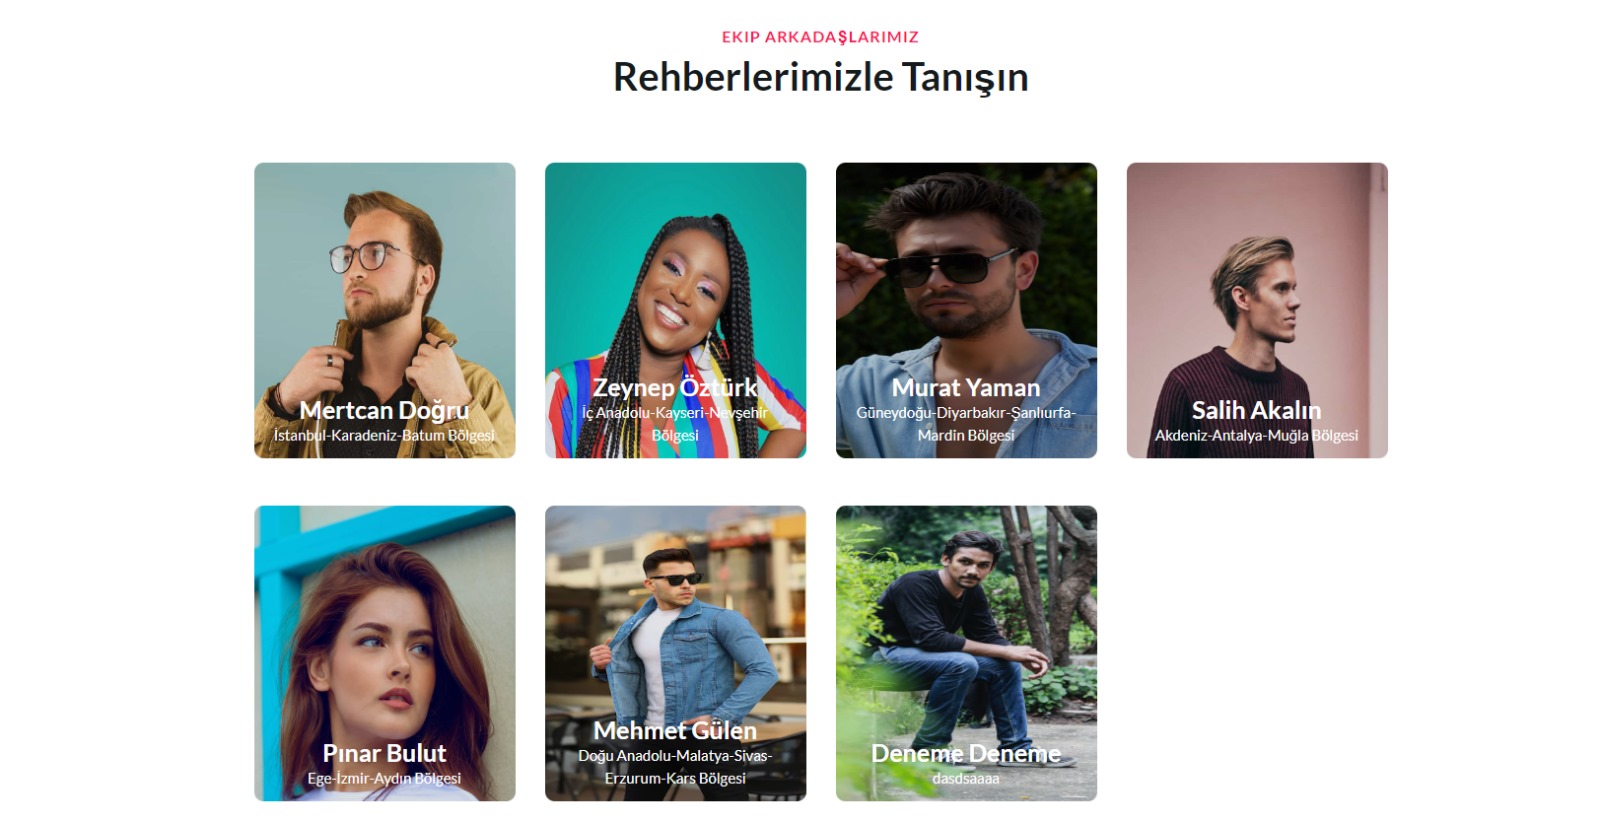 EKIP ARKADAŞLARIMIZ
Rehberlerimizle Tanışın
Mertcan Doğru
İstanbul-Karadeniz-Batum Bölgesi
Zeynep Öztürk
İç Anadolu-Kayseri-Nevşehir
Bölgesi
Murat Yaman
Güneydoğu-Diyarbakır-Şanlıurfa-
Mardin Bölgesi
Salih Akalın
Akdeniz-Antalya-Muğla Bölgesi
Pınar Bulut
Ege-İzmir-Aydın Bölgesi
Mehmet Gülen
Doğu Anadolu-Malatya-Sivas-
Erzurum-Kars Bölgesi
Deneme Deneme
dasdsaaaa